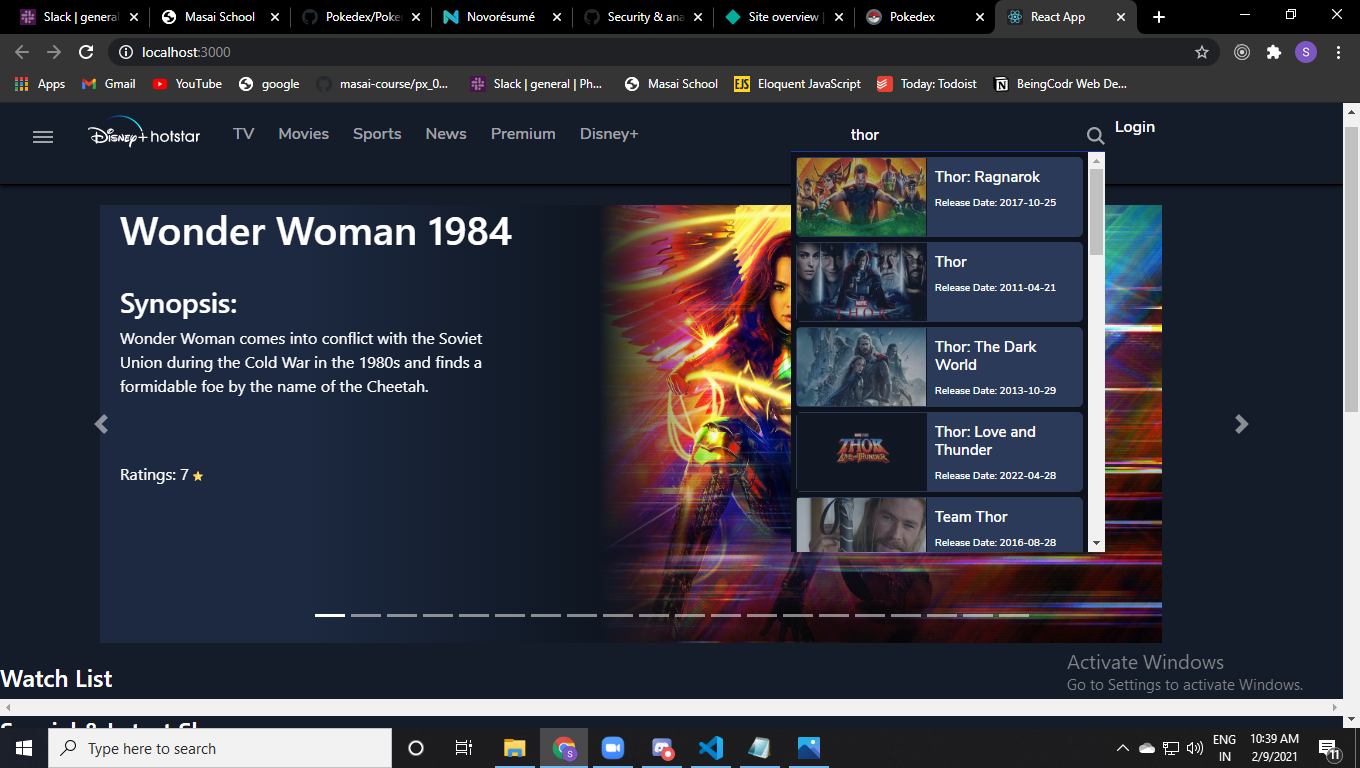 Slack | general
Masai School
Pokedex/Poke
Novorésumé
Security & ana
Site overview |
Pokedex
React App
localhost:3000
S
Apps
Gmail
YouTube
google
masai-course/px_0...
Slack | general | Ph...
Masai School
EJS
Eloquent JavaScript
Today: Todoist
BeingCodr Web De...
Disney+ hotstar
TV
Movies
Sports
News
Premium
Disney+
thor
Login
Thor: Ragnarok
Release Date: 2017-10-25
Thor
Release Date: 2011-04-21
THOR
Thor: The Dark
World
Release Date: 2013-10-29
Thor: Love and
Thunder
Release Date: 2022-04-28
THOR
LOVE AND THUNDER
Team Thor
Release Date: 2016-08-28
Wonder Woman 1984
Synopsis:
Wonder Woman comes into conflict with the Soviet
Union during the Cold War in the 1980s and finds a
formidable foe by the name of the Cheetah.
Ratings: 7
Watch List
Activate Windows
Go to Settings to activate Windows.
Type here to search
S
ENG
IN
10:39 AM
2/9/2021
11